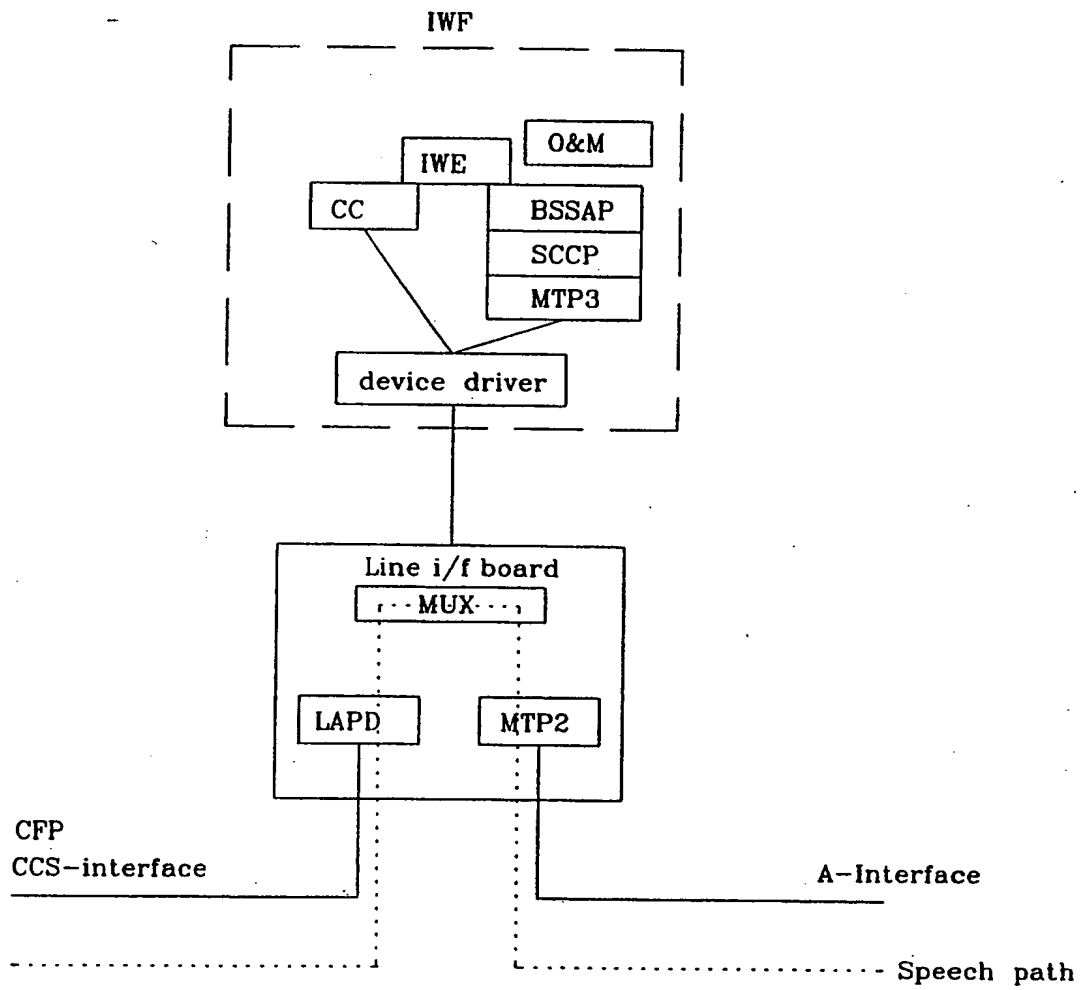 IWF
O&M
IWE
CC
BSSAP
SCCP
MTP3
device driver
Line i/f board
MUX
LAPD
MTP2
CFP
CCS-interface
A-Interface
Speech path